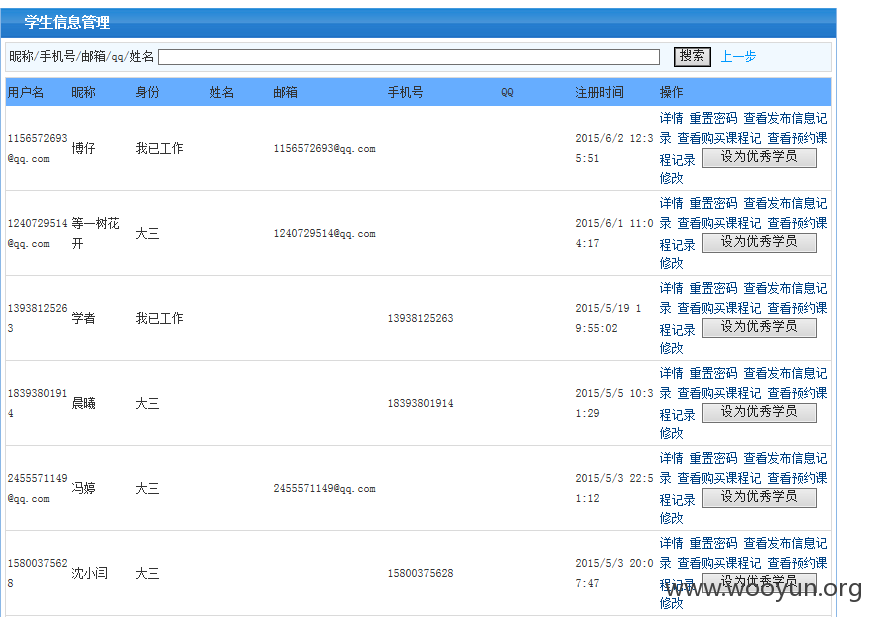 学生信息管理
昵称/手机号/邮箱/qq/姓名 搜索 上一步
用户名 昵称 身份 姓名 邮箱 手机号 QQ 注册时间 操作
1156572693@qq.com 博仔 我已工作 1156572693@qq.com 2015/6/2 12:35:51 详情 重置密码 查看发布信息记录 查看购买课程记 查看预约课程记录 设为优秀学员 修改
1240729514@qq.com 等一树花开 大三 1240729514@qq.com 2015/6/1 11:04:17 详情 重置密码 查看发布信息记录 查看购买课程记 查看预约课程记录 设为优秀学员 修改
13938125263 学者 我已工作 13938125263 2015/5/19 19:55:02 详情 重置密码 查看发布信息记录 查看购买课程记 查看预约课程记录 设为优秀学员 修改
18393801914 晨曦 大三 18393801914 2015/5/5 10:31:29 详情 重置密码 查看发布信息记录 查看购买课程记 查看预约课程记录 设为优秀学员 修改
2455571149@qq.com 冯婷 大三 2455571149@qq.com 2015/5/3 22:51:12 详情 重置密码 查看发布信息记录 查看购买课程记 查看预约课程记录 设为优秀学员 修改
15800375628 沈小闫 大三 15800375628 2015/5/3 20:07:47 详情 重置密码 查看发布信息记录 查看购买课程记 查看预约课程记录 设为优秀学员 修改
www.wooyun.org